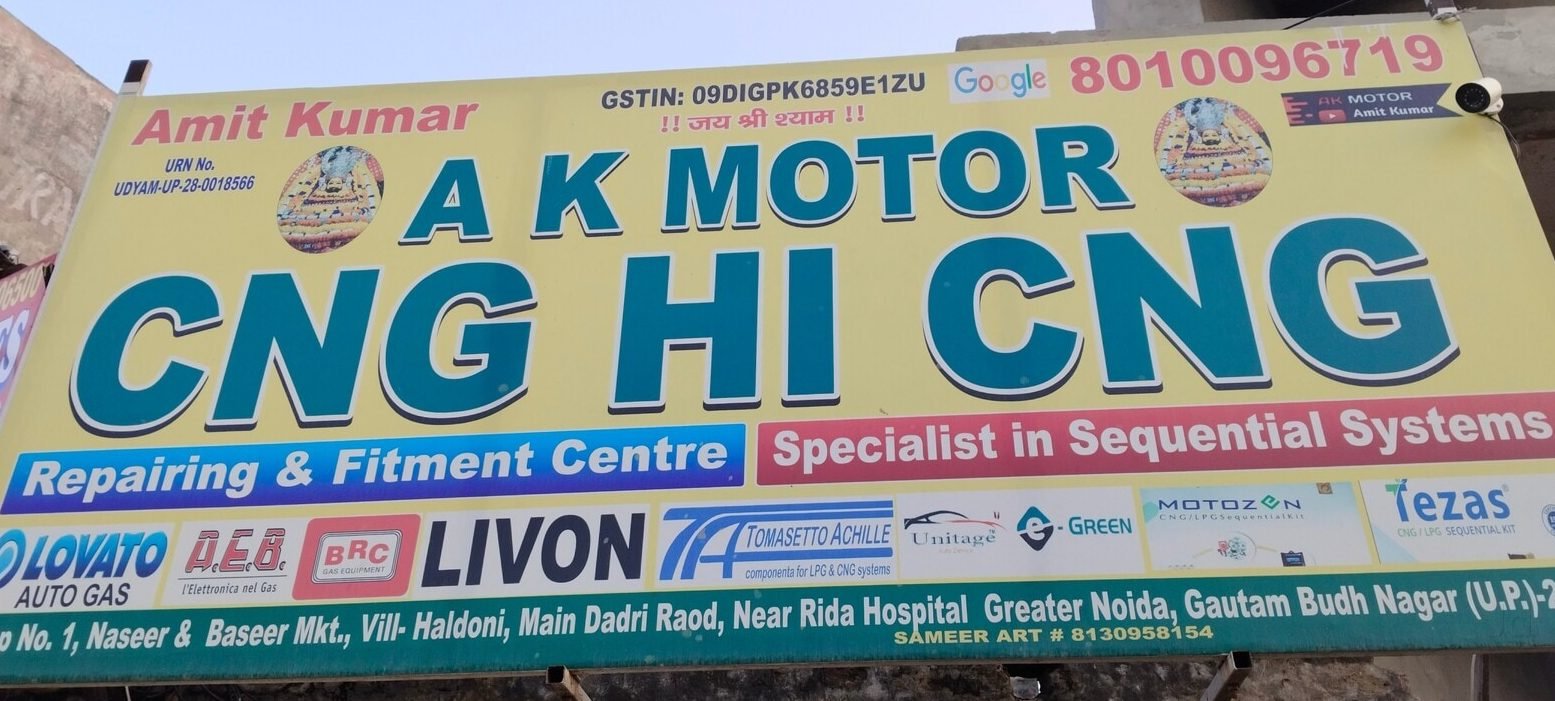 Amit Kumar
GSTIN: 09DIGPK6859E1ZU
Google
8010096719
!! जय श्री श्याम !!
AK MOTOR
Amit Kumar
URN No.
UDYAM-UP-28-0018566
A K MOTOR
CNG HI CNG
Repairing & Fitment Centre
Specialist in Sequential Systems
LOVATO
AUTO GAS
A.E.B.
l'Elettronica nel Gas
BRC
GAS EQUIPMENT
LIVON
TA TOMASETTO ACHILLE
componenta for LPG & CNG systems
Unitage
e - GREEN
MOTOZEN
CNG/LPG Sequential Kit
Tezas
CNG / LPG SEQUENTIAL KIT
p No. 1, Naseer & Baseer Mkt., Vill- Haldoni, Main Dadri Raod, Near Rida Hospital Greater Noida, Gautam Budh Nagar (U.P.)-2
SAMEER ART # 8130958154